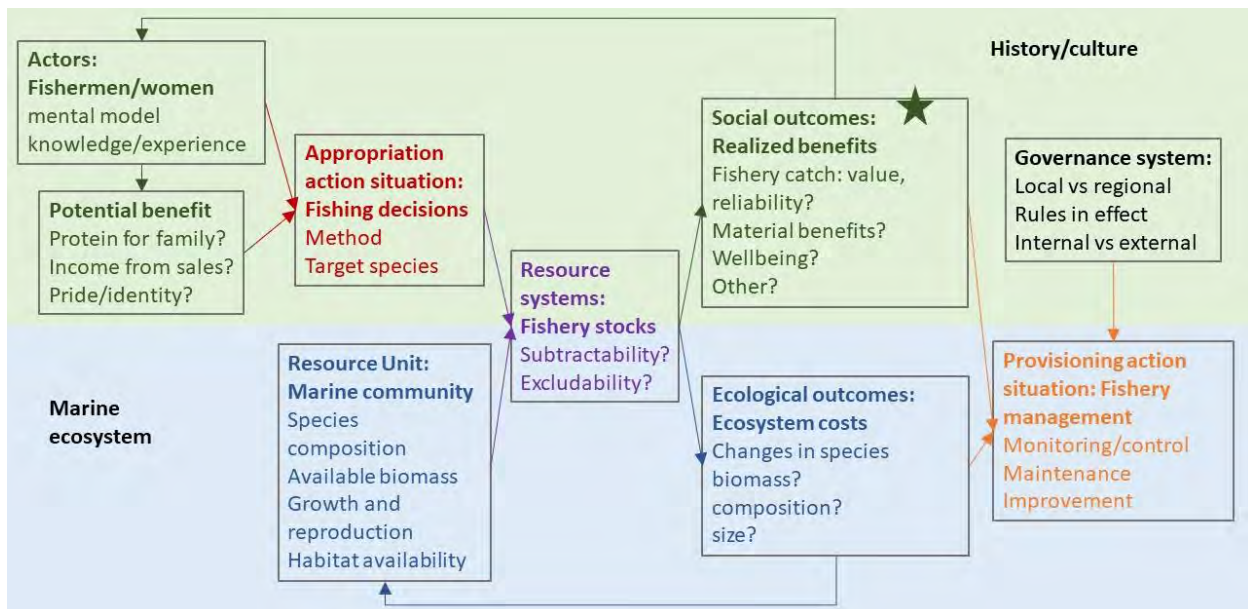 History/culture
Actors:
Fishermen/women
mental model
knowledge/experience
Potential benefit
Protein for family?
Income from sales?
Pride/identity?
Appropriation
action situation:
Fishing decisions
Method
Target species
Resource
systems:
Fishery stocks
Subtractability?
Excludability?
Social outcomes:
Realized benefits
Fishery catch: value,
reliability?
Material benefits?
Wellbeing?
Other?
Governance system:
Local vs regional
Rules in effect
Internal vs external
Marine
ecosystem
Resource Unit:
Marine community
Species
composition
Available biomass
Growth and
reproduction
Habitat availability
Ecological outcomes:
Ecosystem costs
Changes in species
biomass?
composition?
size?
Provisioning action
situation: Fishery
management
Monitoring/control
Maintenance
Improvement